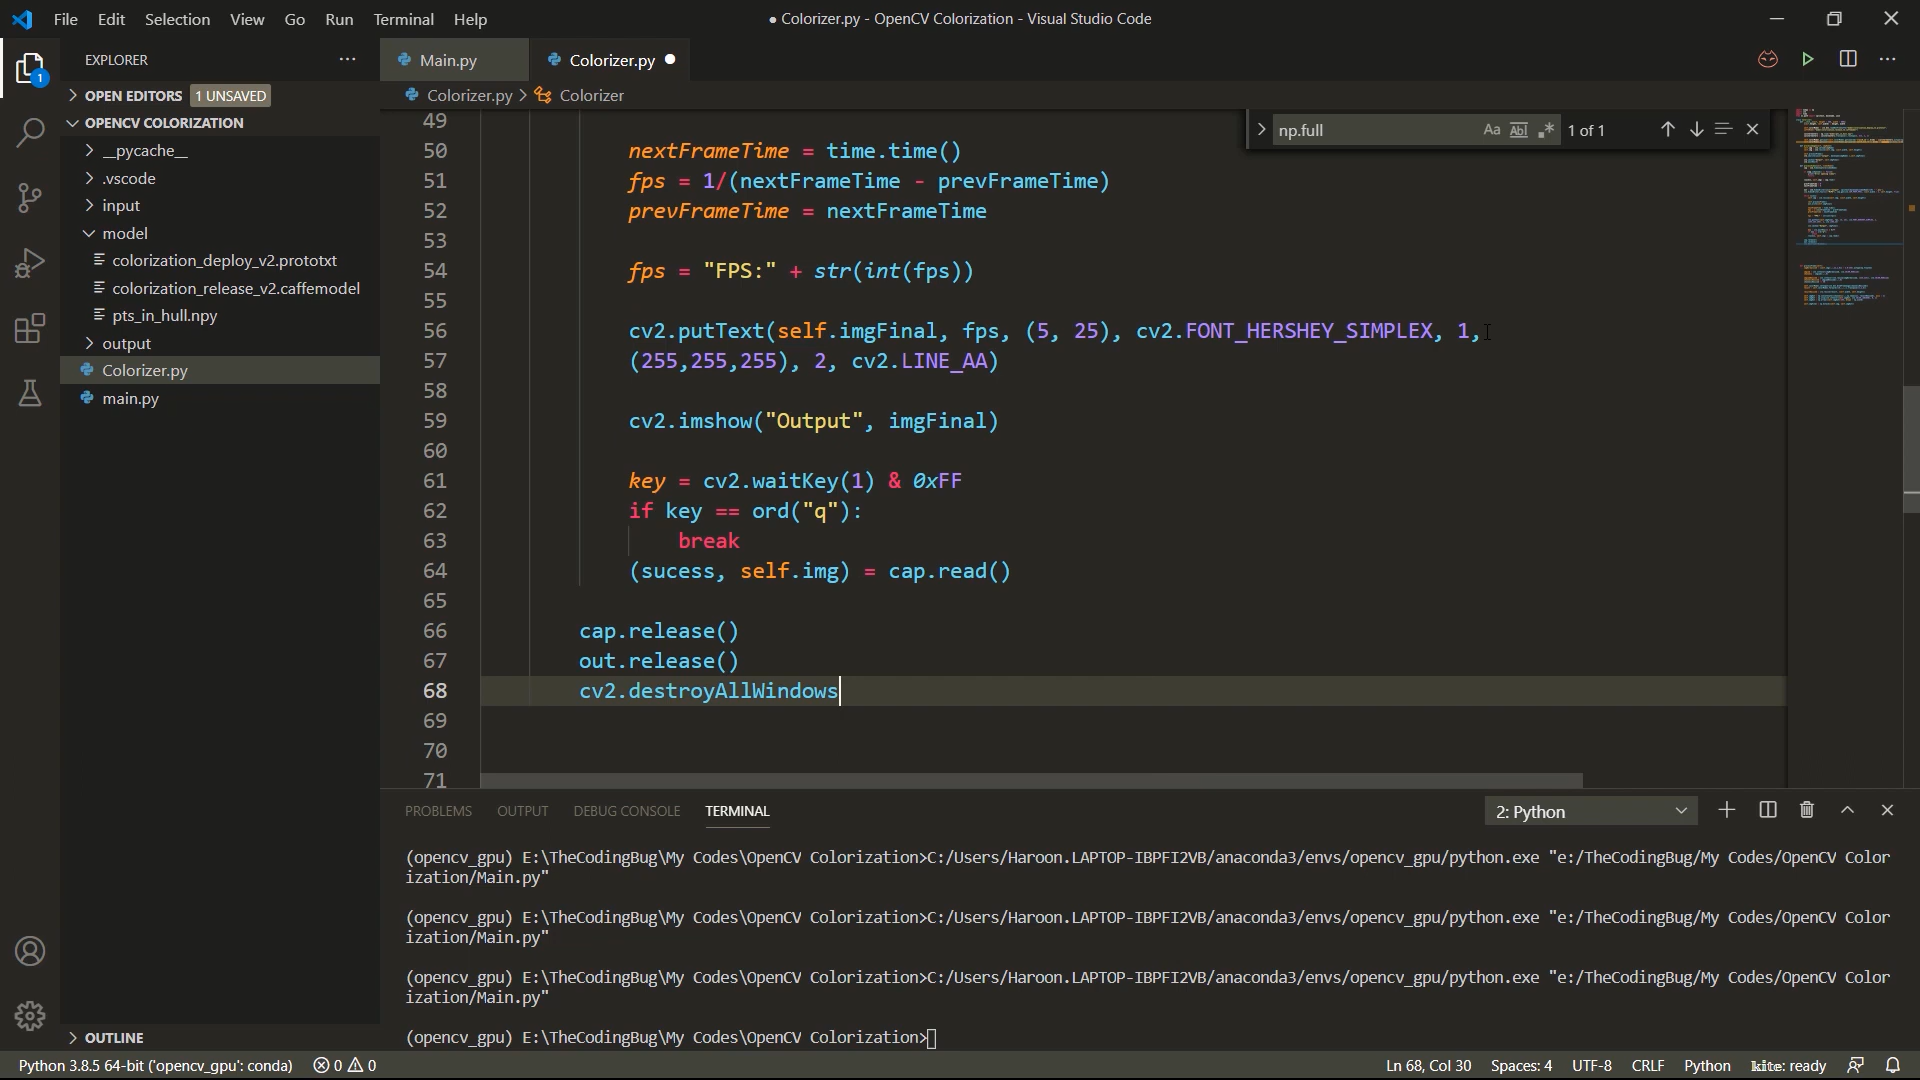 File Edit Selection View Go Run Terminal Help
● Colorizer.py - OpenCV Colorization - Visual Studio Code
EXPLORER
OPEN EDITORS 1 UNSAVED
OPENCV COLORIZATION
__pycache__
.vscode
input
model
colorization_deploy_v2.prototxt
colorization_release_v2.caffemodel
pts_in_hull.npy
output
Colorizer.py
main.py
OUTLINE
1
Main.py
Colorizer.py
Colorizer.py > Colorizer
np.full Aa Abl .* 1 of 1
49
50 nextFrameTime = time.time()
51 fps = 1/(nextFrameTime - prevFrameTime)
52 prevFrameTime = nextFrameTime
53
54 fps = "FPS:" + str(int(fps))
55
56 cv2.putText(self.imgFinal, fps, (5, 25), cv2.FONT_HERSHEY_SIMPLEX, 1,
57 (255,255,255), 2, cv2.LINE_AA)
58
59 cv2.imshow("Output", imgFinal)
60
61 key = cv2.waitKey(1) & 0xFF
62 if key == ord("q"):
63 break
64 (sucess, self.img) = cap.read()
65
66 cap.release()
67 out.release()
68 cv2.destroyAllWindows
69
70
71
PROBLEMS OUTPUT DEBUG CONSOLE TERMINAL
2: Python
(opencv_gpu) E:\TheCodingBug\My Codes\OpenCV Colorization>C:/Users/Haroon.LAPTOP-IBPFI2VB/anaconda3/envs/opencv_gpu/python.exe "e:/TheCodingBug/My Codes/OpenCV Color
ization/Main.py"
(opencv_gpu) E:\TheCodingBug\My Codes\OpenCV Colorization>C:/Users/Haroon.LAPTOP-IBPFI2VB/anaconda3/envs/opencv_gpu/python.exe "e:/TheCodingBug/My Codes/OpenCV Color
ization/Main.py"
(opencv_gpu) E:\TheCodingBug\My Codes\OpenCV Colorization>C:/Users/Haroon.LAPTOP-IBPFI2VB/anaconda3/envs/opencv_gpu/python.exe "e:/TheCodingBug/My Codes/OpenCV Color
ization/Main.py"
(opencv_gpu) E:\TheCodingBug\My Codes\OpenCV Colorization>
Python 3.8.5 64-bit ('opencv_gpu': conda) 0 0
Ln 68, Col 30 Spaces: 4 UTF-8 CRLF Python kite: ready